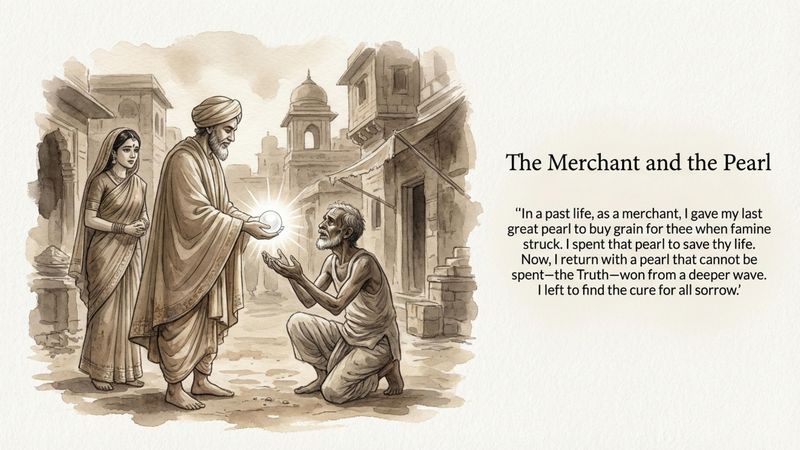 The Merchant and the Pearl
“In a past life, as a merchant, I gave my last
great pearl to buy grain for thee when famine
struck. I spent that pearl to save thy life.
Now, I return with a pearl that cannot be
spent—the Truth—won from a deeper wave.
I left to find the cure for all sorrow.’